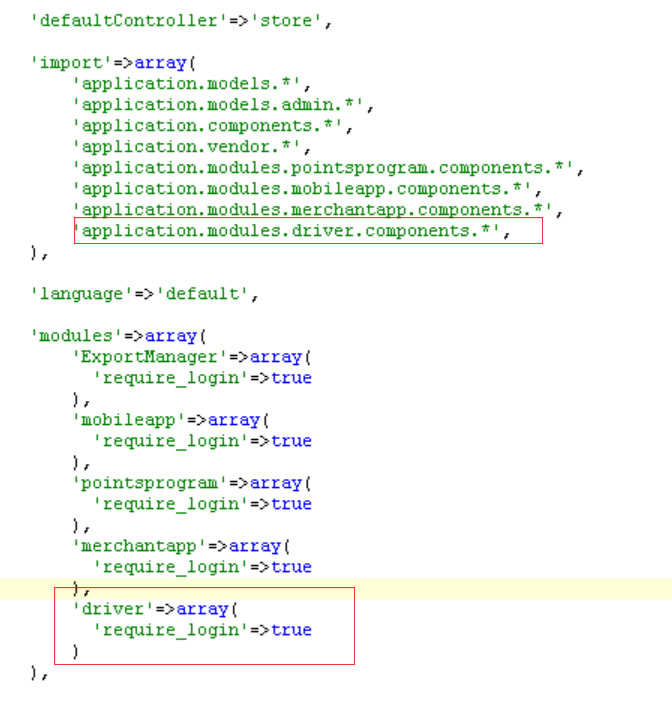 'defaultController'=>'store',
'import'=>array(
'application.models.*',
'application.models.admin.*',
'application.components.*',
'application.vendor.*',
'application.modules.pointsprogram.components.*',
'application.modules.mobileapp.components.*',
'application.modules.merchantapp.components.*',
'application.modules.driver.components.*',
),
'language'=>'default',
'modules'=>array(
'ExportManager'=>array(
'require_login'=>true
),
'mobileapp'=>array(
'require_login'=>true
),
'pointsprogram'=>array(
'require_login'=>true
),
'merchantapp'=>array(
'require_login'=>true
),
'driver'=>array(
'require_login'=>true
)
),